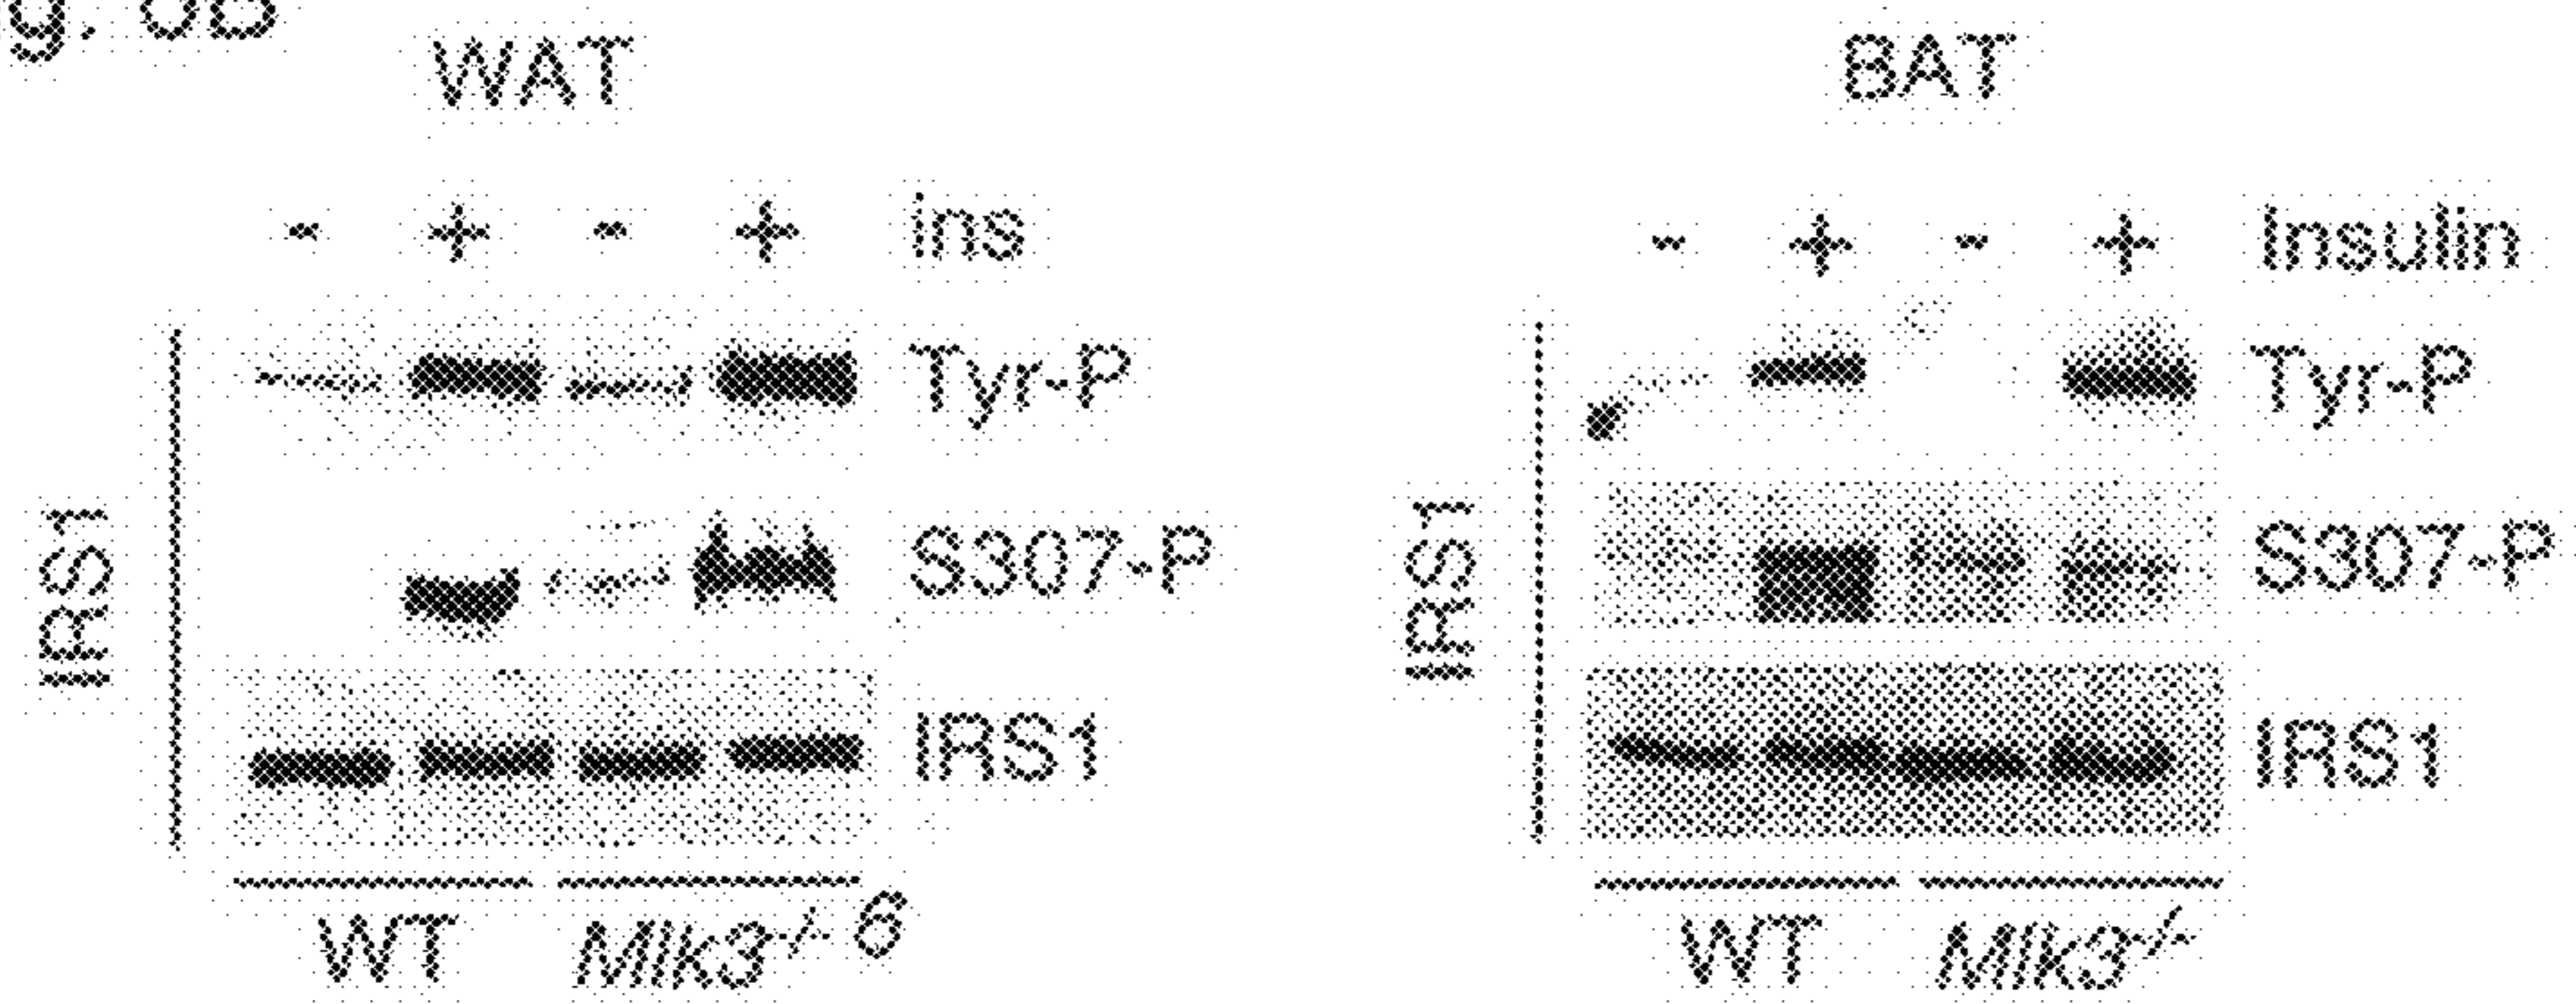 WAT
- + - + ins
Tyr-P
S307-P
IRS1
IRS1
WT Mlk3-/- 6
BAT
- + - + Insulin
Tyr-P
S307-P
IRS1
IRS1
WT Mlk3-/-